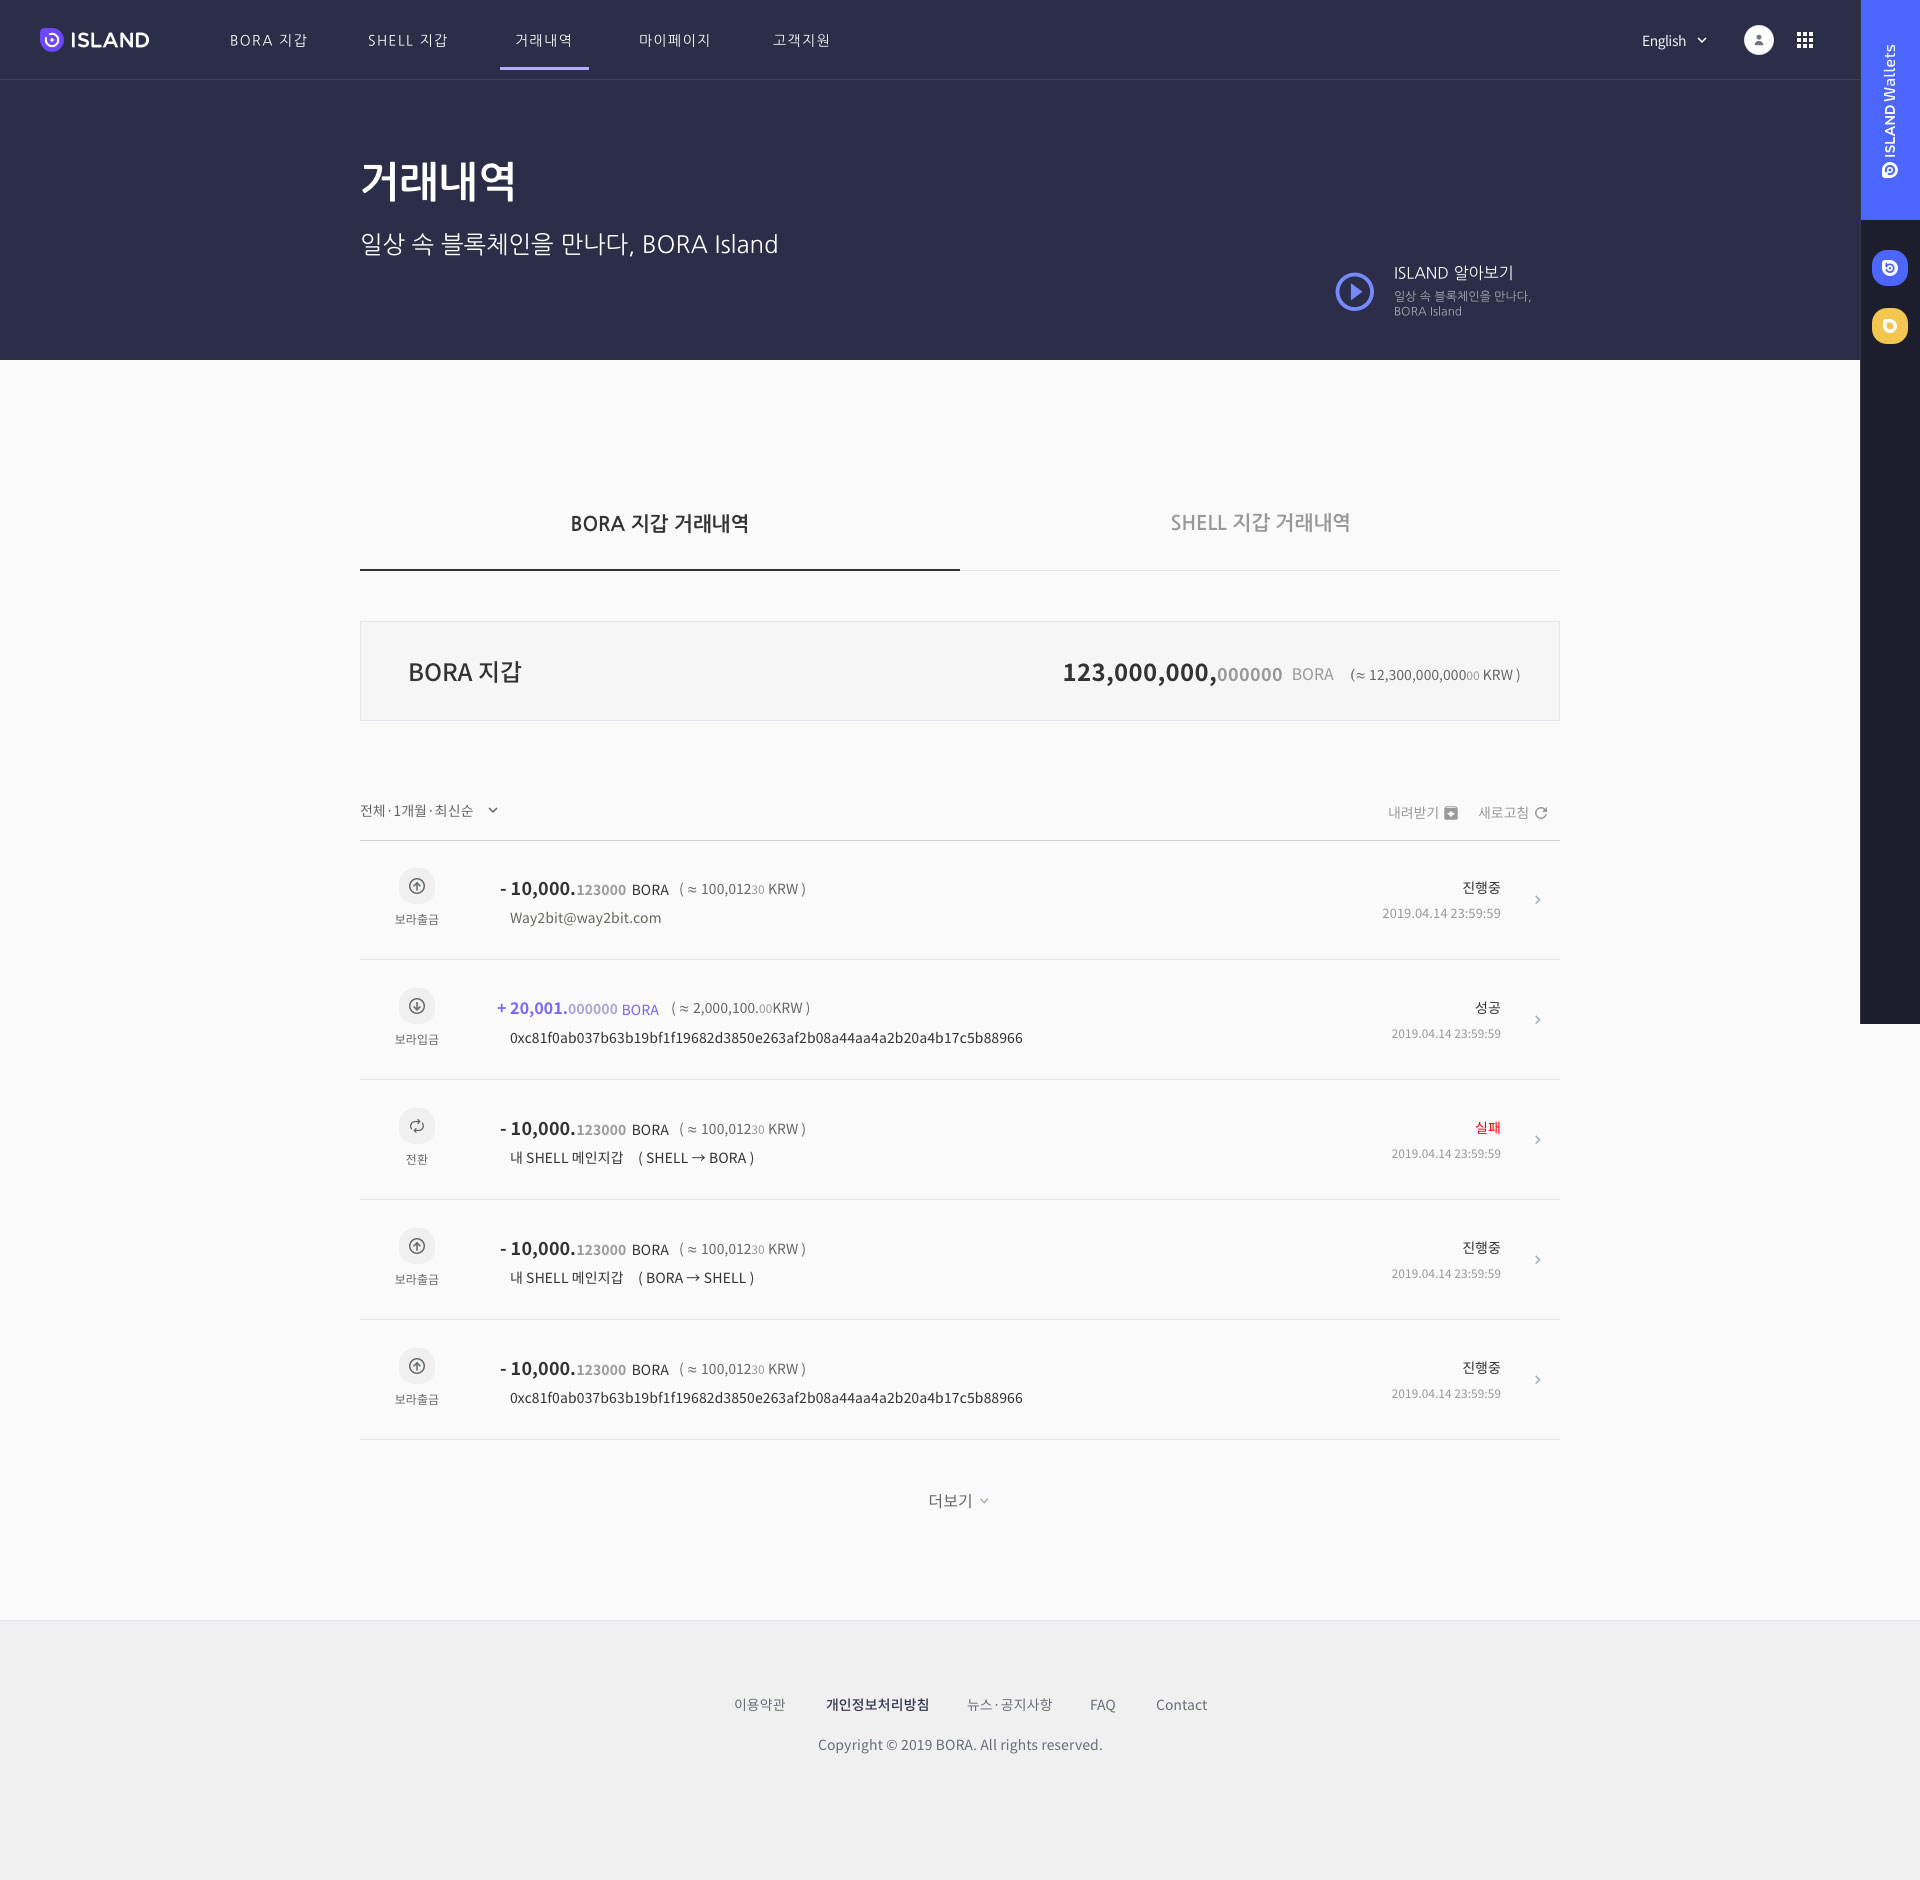 ISLAND
BORA 지갑
SHELL 지갑
거래내역
마이페이지
고객지원
English
ISLAND Wallets
거래내역
일상 속 블록체인을 만나다, BORA Island
ISLAND 알아보기
일상 속 블록체인을 만나다,
BORA Island
BORA 지갑 거래내역
SHELL 지갑 거래내역
BORA 지갑
123,000,000,000000 BORA (≈ 12,300,000,00000 KRW )
전체 · 1개월 · 최신순
내려받기
새로고침
- 10,000.123000 BORA ( ≈ 100,01230 KRW )
진행중
보라출금
Way2bit@way2bit.com
2019.04.14 23:59:59
+ 20,001.000000 BORA ( ≈ 2,000,100.00KRW )
성공
보라입금
0xc81f0ab037b63b19bf1f19682d3850e263af2b08a44aa4a2b20a4b17c5b88966
2019.04.14 23:59:59
- 10,000.123000 BORA ( ≈ 100,01230 KRW )
실패
전환
내 SHELL 메인지갑 ( SHELL → BORA )
2019.04.14 23:59:59
- 10,000.123000 BORA ( ≈ 100,01230 KRW )
진행중
보라출금
내 SHELL 메인지갑 ( BORA → SHELL )
2019.04.14 23:59:59
- 10,000.123000 BORA ( ≈ 100,01230 KRW )
진행중
보라출금
0xc81f0ab037b63b19bf1f19682d3850e263af2b08a44aa4a2b20a4b17c5b88966
2019.04.14 23:59:59
더보기
이용약관
개인정보처리방침
뉴스 · 공지사항
FAQ
Contact
Copyright © 2019 BORA. All rights reserved.